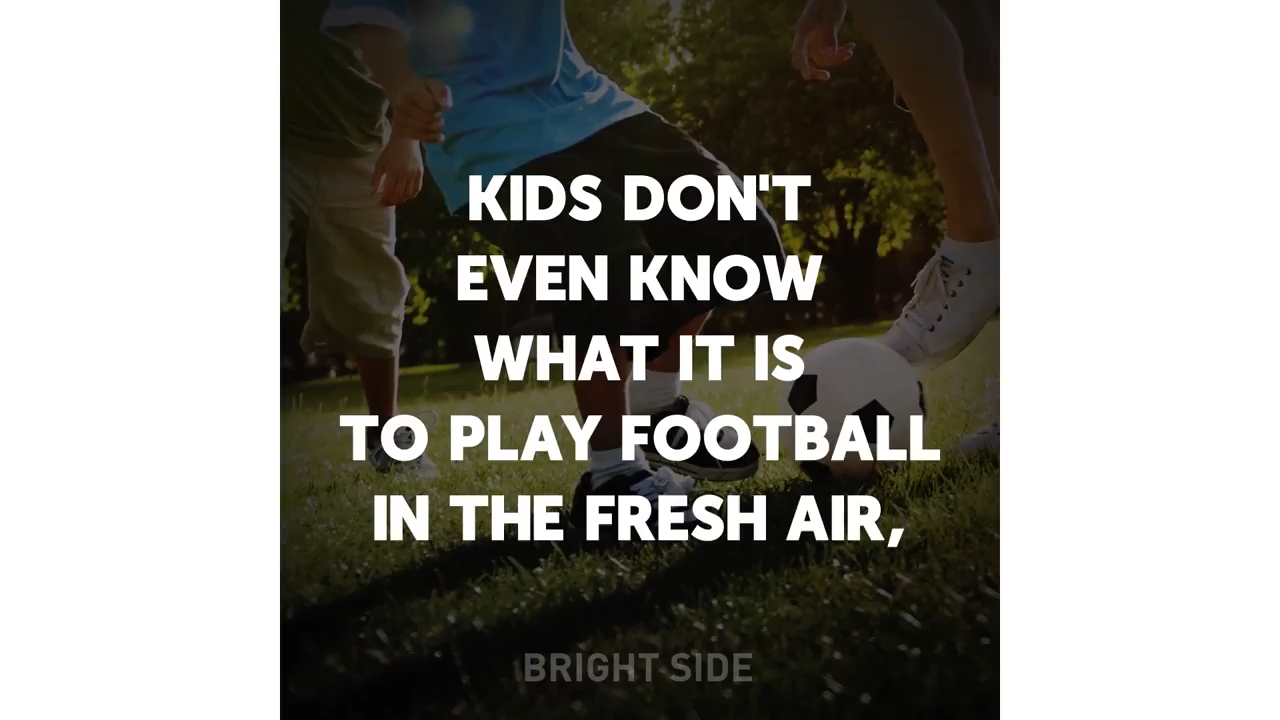 KIDS DON'T
EVEN KNOW
WHAT IT IS
TO PLAY FOOTBALL
IN THE FRESH AIR,
BRIGHT SIDE